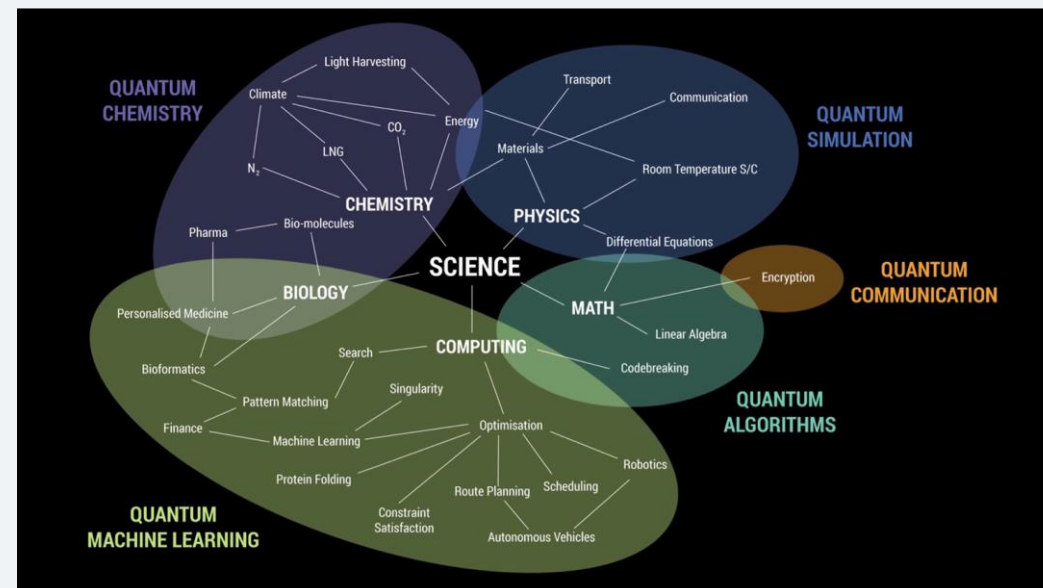 QUANTUM
CHEMISTRY
Light Harvesting
Climate
CO₂
Energy
LNG
N₂
CHEMISTRY
Pharma
Bio-molecules
Transport
Communication
Materials
Room Temperature S/C
PHYSICS
Differential Equations
QUANTUM
SIMULATION
SCIENCE
BIOLOGY
Personalised Medicine
MATH
Encryption
Linear Algebra
Codebreaking
QUANTUM
COMMUNICATION
QUANTUM
ALGORITHMS
COMPUTING
Search
Bioformatics
Singularity
Pattern Matching
Finance
Machine Learning
Optimisation
Protein Folding
Robotics
Route Planning
Scheduling
Constraint
Satisfaction
Autonomous Vehicles
QUANTUM
MACHINE LEARNING